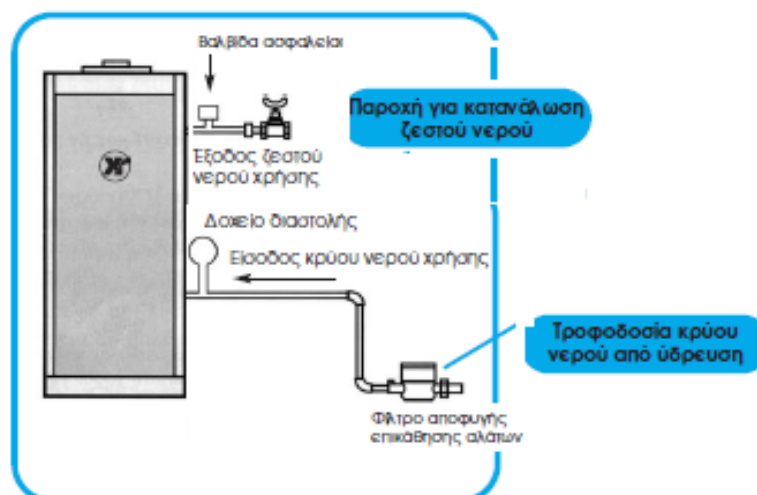 Βαλβίδα ασφαλείαι
Παροχή για κατανάλωση
ζεστού νερού
Έξοδος ζεστού
νερού χρήσης
Δοχείο διαστολής
Είσοδος κρύου νερού χρήσης
Τροφοδοσία κρύου
νερού από ύδρευση
Φίλτρο αποφυγής
επικάθησης αλάτων